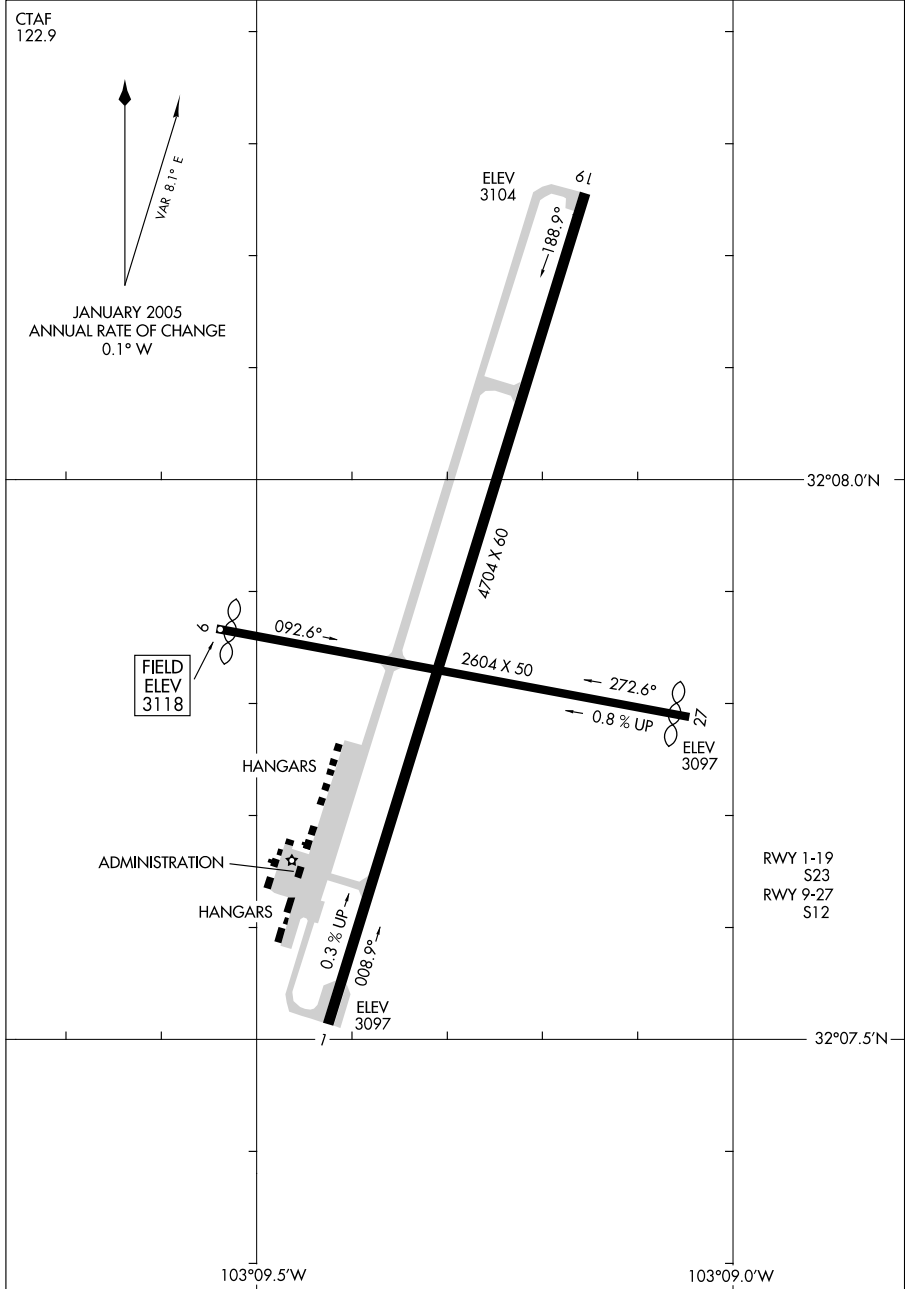 CTAF
122.9
VAR 8.1° E
JANUARY 2005
ANNUAL RATE OF CHANGE
0.1° W
ELEV
3104
19
188.9°
32°08.0'N
4704 X 60
9
092.6°
FIELD
ELEV
3118
2604 X 50
272.6°
0.8 % UP
27
ELEV
3097
HANGARS
ADMINISTRATION
HANGARS
RWY 1-19
S23
RWY 9-27
S12
0.3 % UP
008.9°
ELEV
3097
1
32°07.5'N
103°09.5'W
103°09.0'W